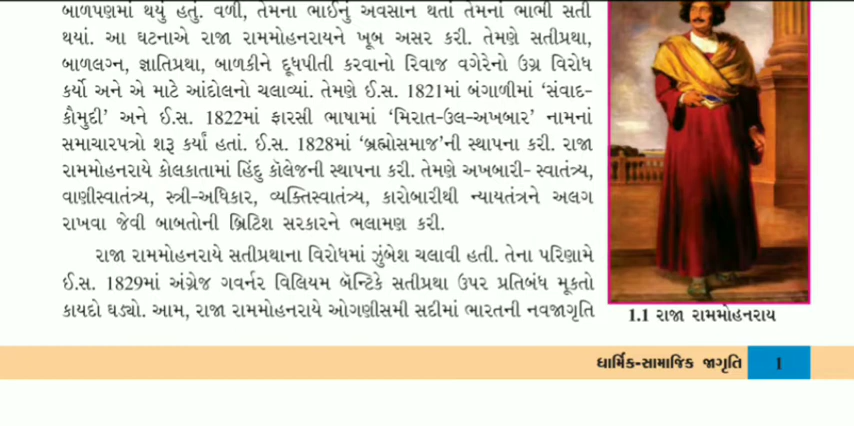 બાળપણમાં થયું હતું. વળી, તેમના ભાઈનું અવસાન થતાં તેમનાં ભાભી સતી
થયાં. આ ઘટનાએ રાજા રામમોહનરાયને ખૂબ અસર કરી. તેમણે સતીપ્રથા,
બાળલગ્ન, જ્ઞાતિપ્રથા, બાળકીને દૂધપીતી કરવાનો રિવાજ વગેરેનો ઉગ્ર વિરોધ
કર્યો અને એ માટે આંદોલનો ચલાવ્યાં. તેમણે ઈ.સ. 1821માં બંગાળીમાં ‘સંવાદ-
કૌમુદી’ અને ઈ.સ. 1822માં ફારસી ભાષામાં ‘મિરાત-ઉલ-અખબાર’ નામનાં
સમાચારપત્રો શરૂ કર્યાં હતાં. ઈ.સ. 1828માં ‘બ્રહ્મોસમાજ’ની સ્થાપના કરી. રાજા
રામમોહનરાયે કોલકાતામાં હિંદુ કૉલેજની સ્થાપના કરી. તેમણે અખબારી- સ્વાતંત્ર્ય,
વાણીસ્વાતંત્ર્ય, સ્ત્રી-અધિકાર, વ્યક્તિસ્વાતંત્ર્ય, કારોબારીથી ન્યાયતંત્રને અલગ
રાખવા જેવી બાબતોની બ્રિટિશ સરકારને ભલામણ કરી.
રાજા રામમોહનરાયે સતીપ્રથાના વિરોધમાં ઝુંબેશ ચલાવી હતી. તેના પરિણામે
ઈ.સ. 1829માં અંગ્રેજ ગવર્નર વિલિયમ બૅન્ટિકે સતીપ્રથા ઉપર પ્રતિબંધ મૂકતો
કાયદો ઘડ્યો. આમ, રાજા રામમોહનરાયે ઓગણીસમી સદીમાં ભારતની નવજાગૃતિ
1.1 રાજા રામમોહનરાય
ધાર્મિક-સામાજિક જાગૃતિ 1